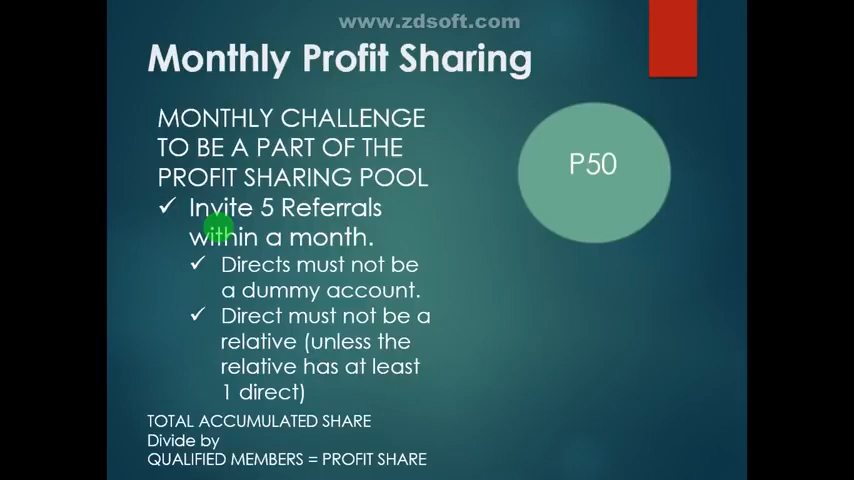 www.zdsoft.com
Monthly Profit Sharing
MONTHLY CHALLENGE
TO BE A PART OF THE
PROFIT SHARING POOL
✓ Invite 5 Referrals
within a month.
✓ Directs must not be
a dummy account.
✓ Direct must not be a
relative (unless the
relative has at least
1 direct)
TOTAL ACCUMULATED SHARE
Divide by
QUALIFIED MEMBERS = PROFIT SHARE
P50